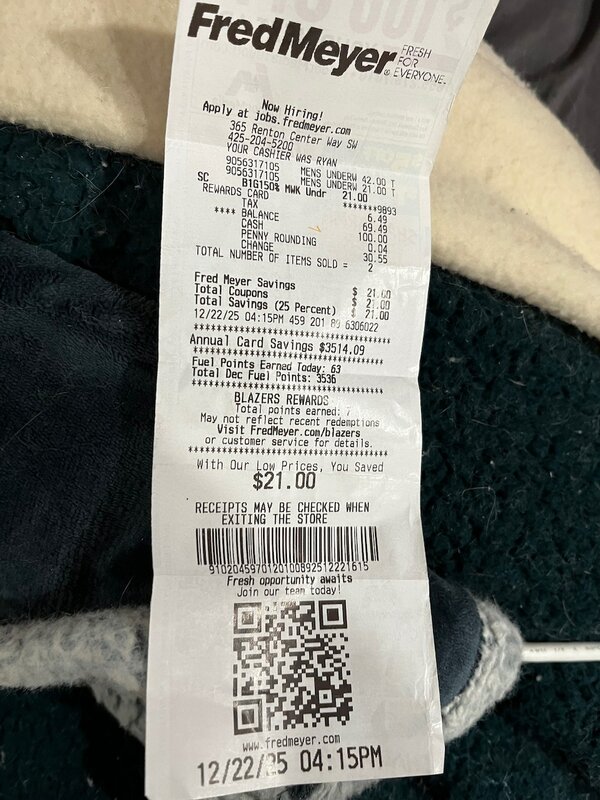 FredMeyer® FRESH FOR EVERYONE.
Now Hiring!
Apply at jobs.fredmeyer.com
365 Renton Center Way SW
425-204-5200
YOUR CASHIER WAS RYAN
9056317105 MENS UNDERW 42.00 T
9056317105 MENS UNDERW 21.00 T
SC B1G150% MWK Undr 21.00
REWARDS CARD *******9893
TAX 6.49
**** BALANCE 69.49
CASH 100.00
PENNY ROUNDING 0.04
CHANGE 30.55
TOTAL NUMBER OF ITEMS SOLD = 2
Fred Meyer Savings $ 21.00
Total Coupons $ 21.00
Total Savings (25 Percent) $ 21.00
12/22/25 04:15PM 459 201 89 6306022
Annual Card Savings $3514.09
Fuel Points Earned Today: 63
Total Dec Fuel Points: 3536
BLAZERS REWARDS
Total points earned: 7
May not reflect recent redemptions
Visit FredMeyer.com/blazers
or customer service for details.
With Our Low Prices, You Saved
$21.00
RECEIPTS MAY BE CHECKED WHEN
EXITING THE STORE
9102045970120100892512221615
Fresh opportunity awaits
Join our team today!
www.fredmeyer.com
12/22/25 04:15PM